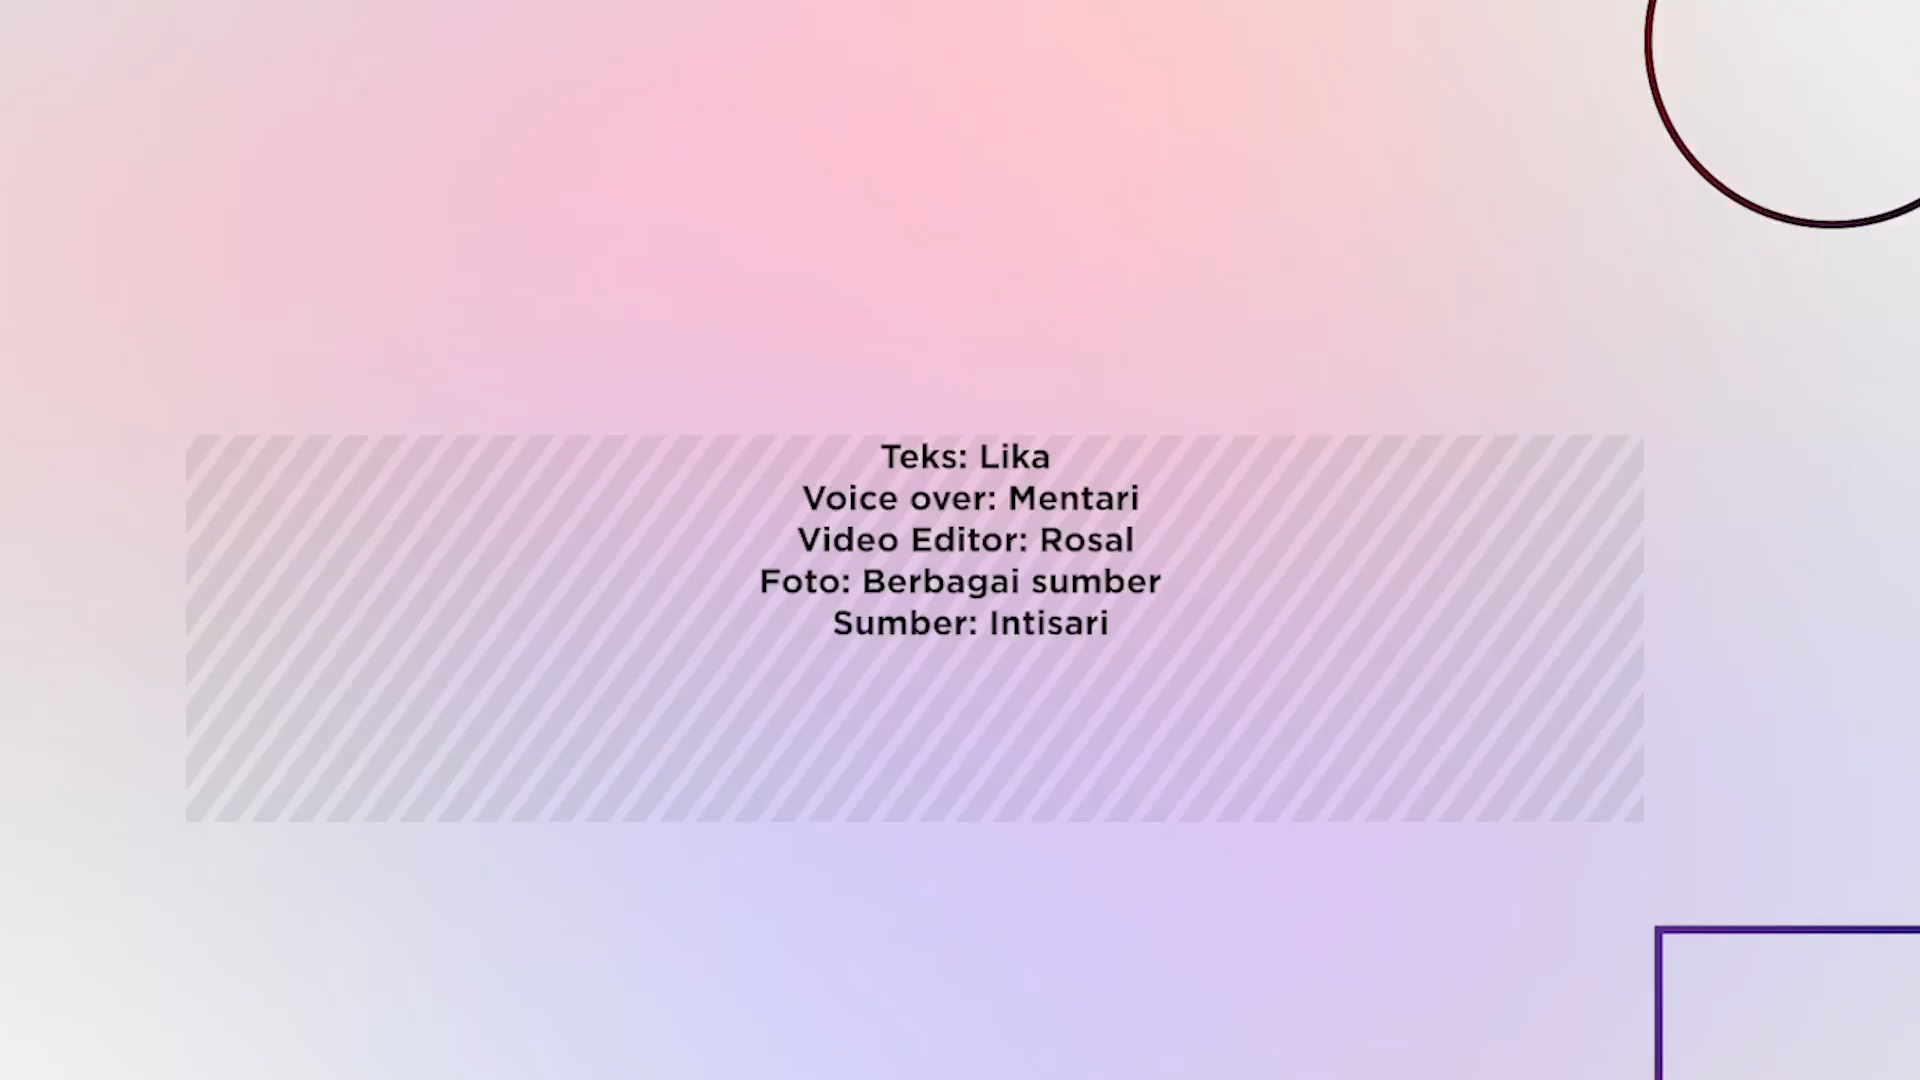 Teks: Lika
Voice over: Mentari
Video Editor: Rosal
Foto: Berbagai sumber
Sumber: Intisari